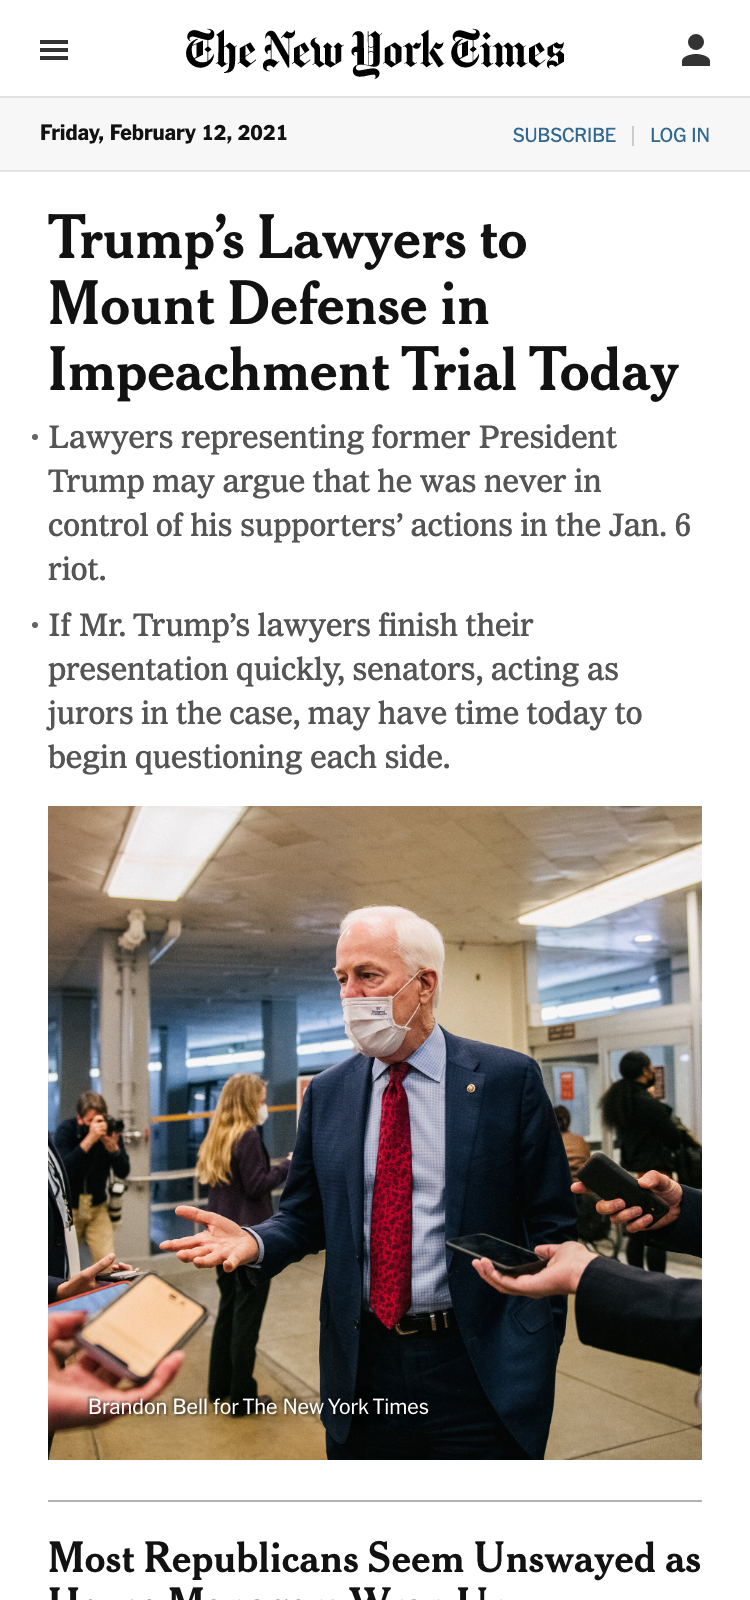 The New York Times
Friday, February 12, 2021
SUBSCRIBE | LOG IN
Trump’s Lawyers to
Mount Defense in
Impeachment Trial Today
• Lawyers representing former President
Trump may argue that he was never in
control of his supporters’ actions in the Jan. 6
riot.
• If Mr. Trump’s lawyers finish their
presentation quickly, senators, acting as
jurors in the case, may have time today to
begin questioning each side.
Brandon Bell for The New York Times
Most Republicans Seem Unswayed as
House Managers Wrap Up